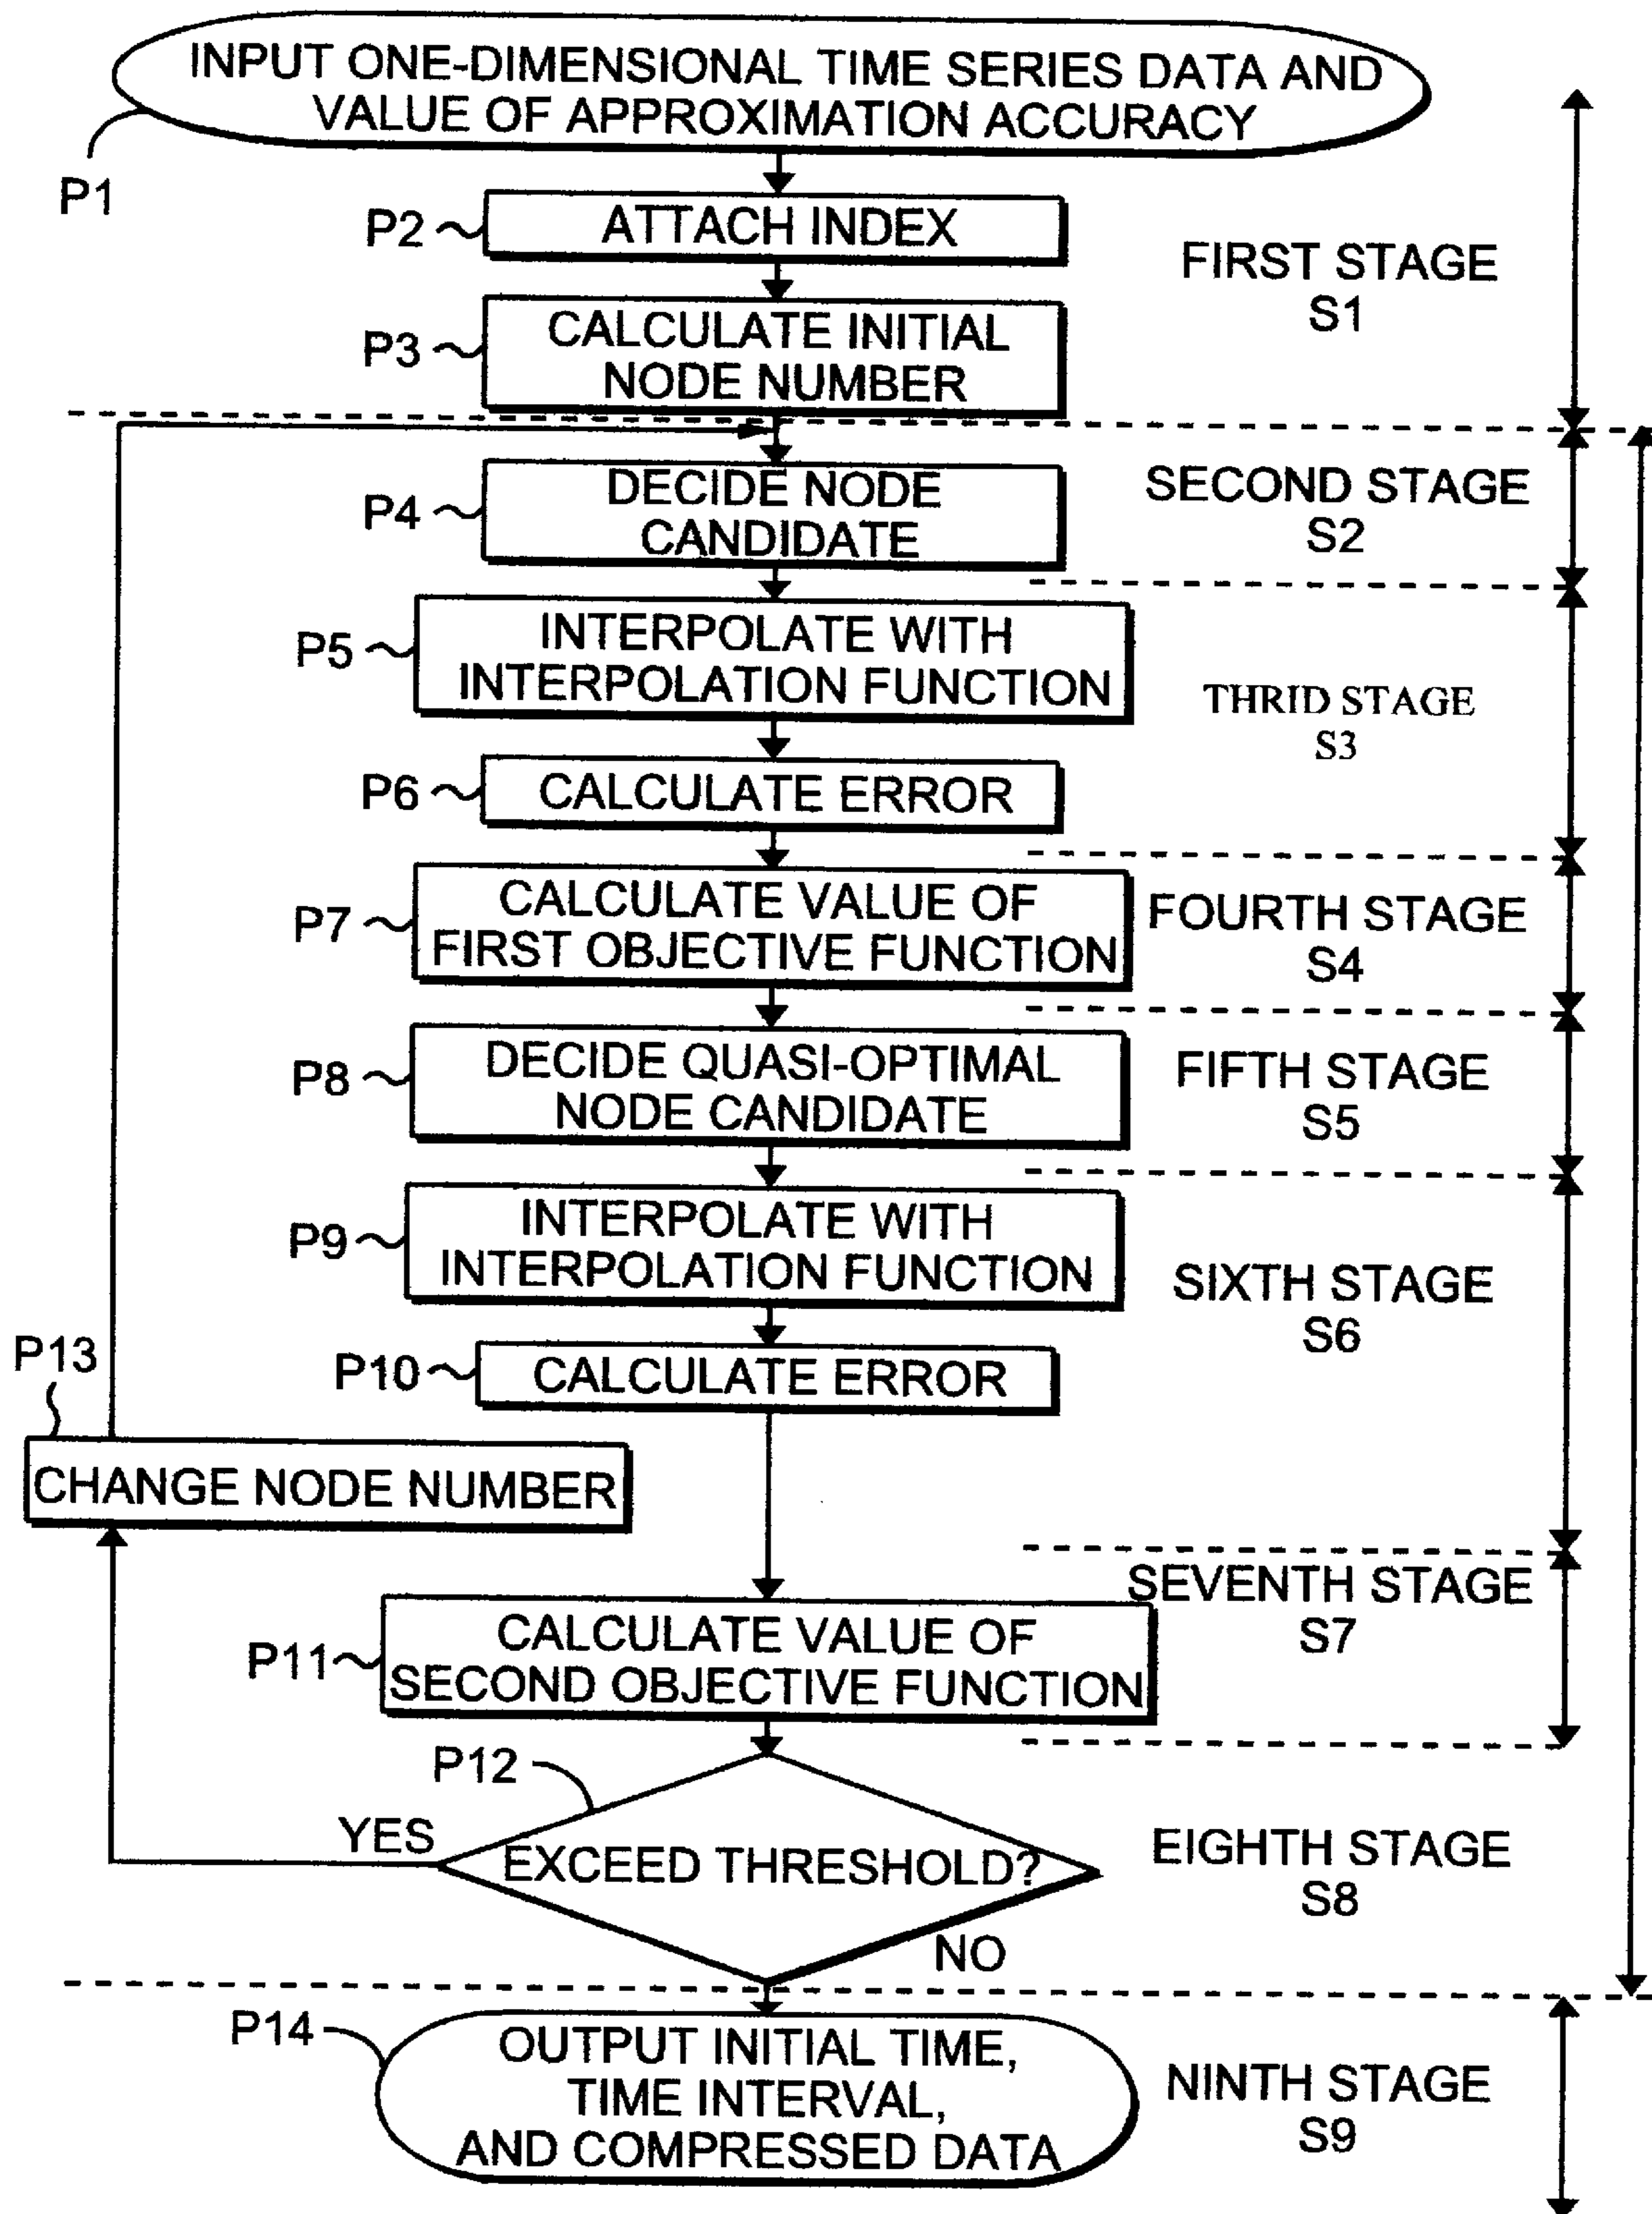 INPUT ONE-DIMENSIONAL TIME SERIES DATA AND
VALUE OF APPROXIMATION ACCURACY
P1
P2
ATTACH INDEX
FIRST STAGE
S1
P3
CALCULATE INITIAL
NODE NUMBER
P4
DECIDE NODE
CANDIDATE
SECOND STAGE
S2
P5
INTERPOLATE WITH
INTERPOLATION FUNCTION
THRID STAGE
S3
P6
CALCULATE ERROR
P7
CALCULATE VALUE OF
FIRST OBJECTIVE FUNCTION
FOURTH STAGE
S4
P8
DECIDE QUASI-OPTIMAL
NODE CANDIDATE
FIFTH STAGE
S5
P9
INTERPOLATE WITH
INTERPOLATION FUNCTION
SIXTH STAGE
S6
P10
CALCULATE ERROR
P13
CHANGE NODE NUMBER
SEVENTH STAGE
S7
P11
CALCULATE VALUE OF
SECOND OBJECTIVE FUNCTION
P12
YES
EXCEED THRESHOLD?
NO
EIGHTH STAGE
S8
P14
OUTPUT INITIAL TIME,
TIME INTERVAL,
AND COMPRESSED DATA
NINTH STAGE
S9